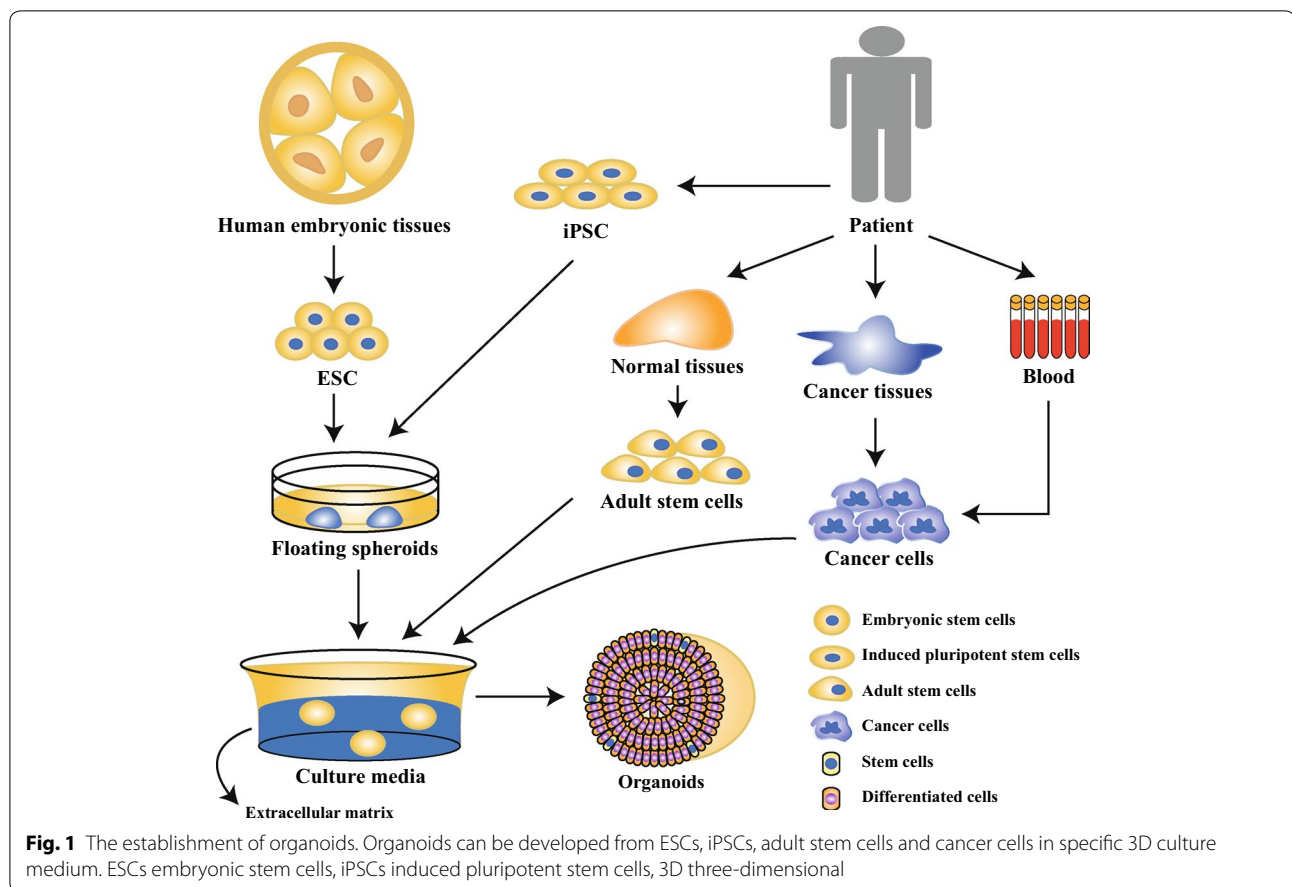 Human embryonic tissues
iPSC
Patient
ESC
Normal tissues
Cancer tissues
Blood
Floating spheroids
Adult stem cells
Cancer cells
Culture media
Extracellular matrix
Organoids
Embryonic stem cells
Induced pluripotent stem cells
Adult stem cells
Cancer cells
Stem cells
Differentiated cells
Fig. 1 The establishment of organoids. Organoids can be developed from ESCs, iPSCs, adult stem cells and cancer cells in specific 3D culture
medium. ESCs embryonic stem cells, iPSCs induced pluripotent stem cells, 3D three-dimensional